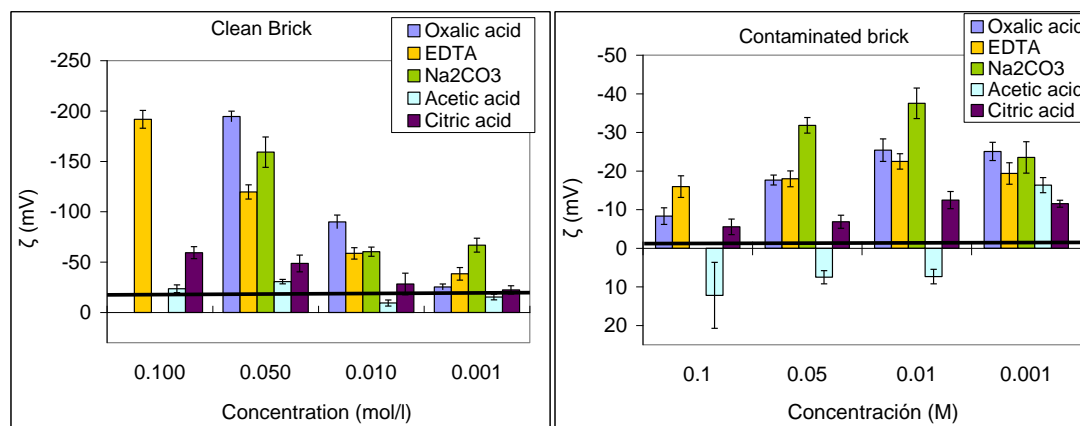 Clean Brick
Oxalic acid
EDTA
Na2CO3
Acetic acid
Citric acid
-250
-200
-150
-100
-50
0
ζ (mV)
0.100 0.050 0.010 0.001
Concentration (mol/l)
Contaminated brick
Oxalic acid
EDTA
Na2CO3
Acetic acid
Citric acid
-50
-40
-30
-20
-10
0
10
20
ζ (mV)
0.1 0.05 0.01 0.001
Concentración (M)